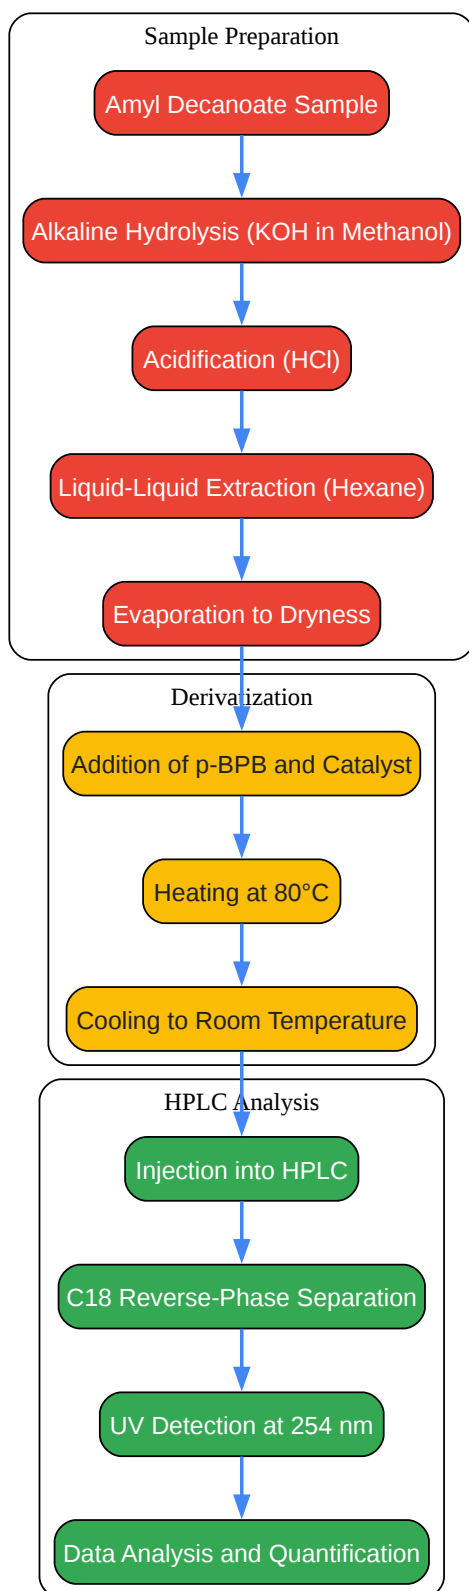 Sample Preparation
Amyl Decanoate Sample
Alkaline Hydrolysis (KOH in Methanol)
Acidification (HCl)
Liquid-Liquid Extraction (Hexane)
Evaporation to Dryness
Derivatization
Addition of p-BPB and Catalyst
Heating at 80°C
Cooling to Room Temperature
HPLC Analysis
Injection into HPLC
C18 Reverse-Phase Separation
UV Detection at 254 nm
Data Analysis and Quantification